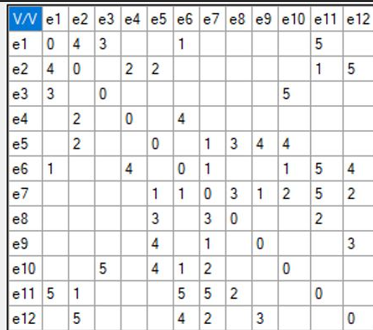 V/V e1 e2 e3 e4 e5 e6 e7 e8 e9 e10 e11 e12
e1 0 4 3 1 5
e2 4 0 2 2 1 5
e3 3 0 5
e4 2 0 4
e5 2 0 1 3 4 4
e6 1 4 0 1 1 5 4
e7 1 1 0 3 1 2 5 2
e8 3 3 0 2
e9 4 1 0 3
e10 5 4 1 2 0
e11 5 1 5 5 2 0
e12 5 4 2 3 0